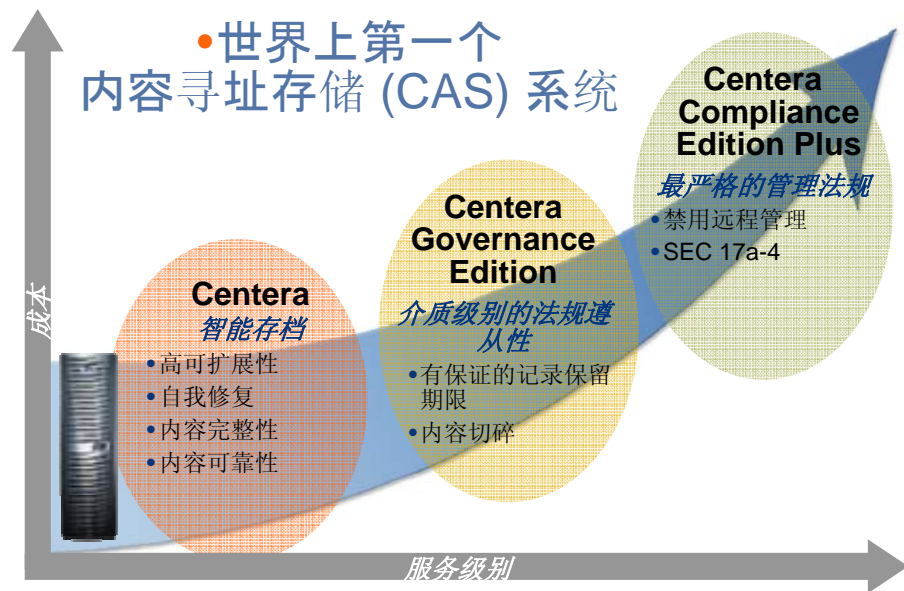 •世界上第一个
内容寻址存储 (CAS) 系统
Centera
Compliance
Edition Plus
最严格的管理法规
•禁用远程管理
•SEC 17a-4
Centera
Governance
Edition
介质级别的法规遵
从性
•有保证的记录保留
期限
•内容切碎
Centera
智能存档
•高可扩展性
•自我修复
•内容完整性
•内容可靠性
成本
服务级别